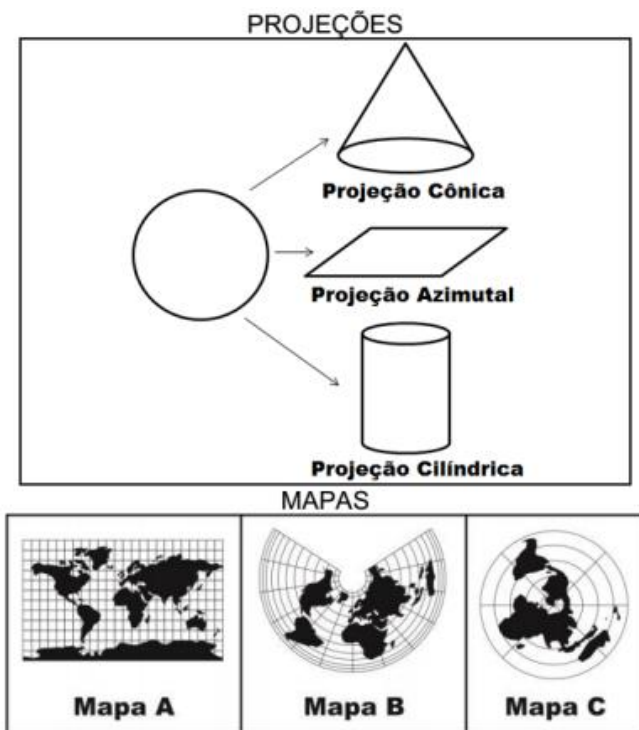 PROJEÇÕES
Projeção Cônica
Projeção Azimutal
Projeção Cilíndrica
MAPAS
Mapa A
Mapa B
Mapa C